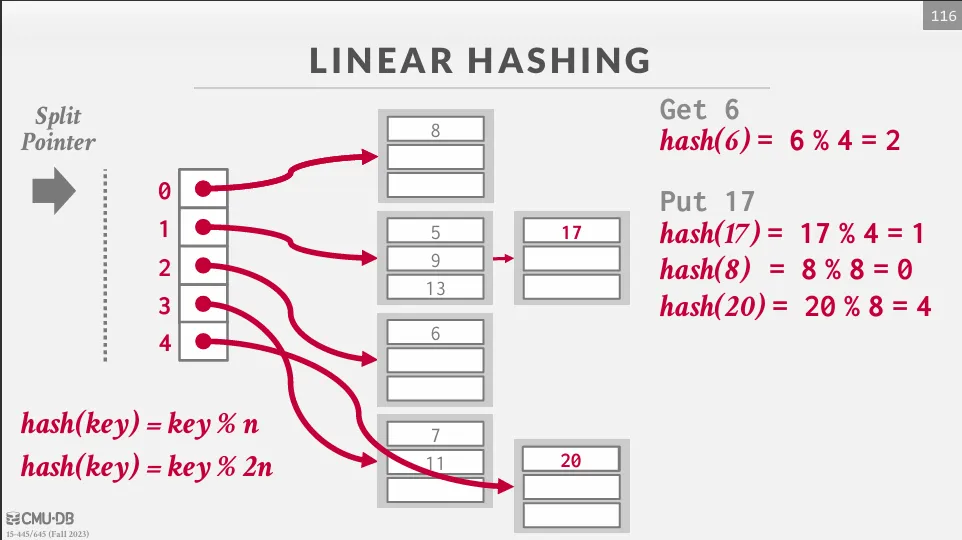 116
LINEAR HASHING
Split
Pointer
0
1
2
3
4
8
5
9
13
17
6
7
11
20
Get 6
hash(6) = 6 % 4 = 2
Put 17
hash(17) = 17 % 4 = 1
hash(8) = 8 % 8 = 0
hash(20) = 20 % 8 = 4
hash(key) = key % n
hash(key) = key % 2n
CMU·DB
15-445/645 (Fall 2023)